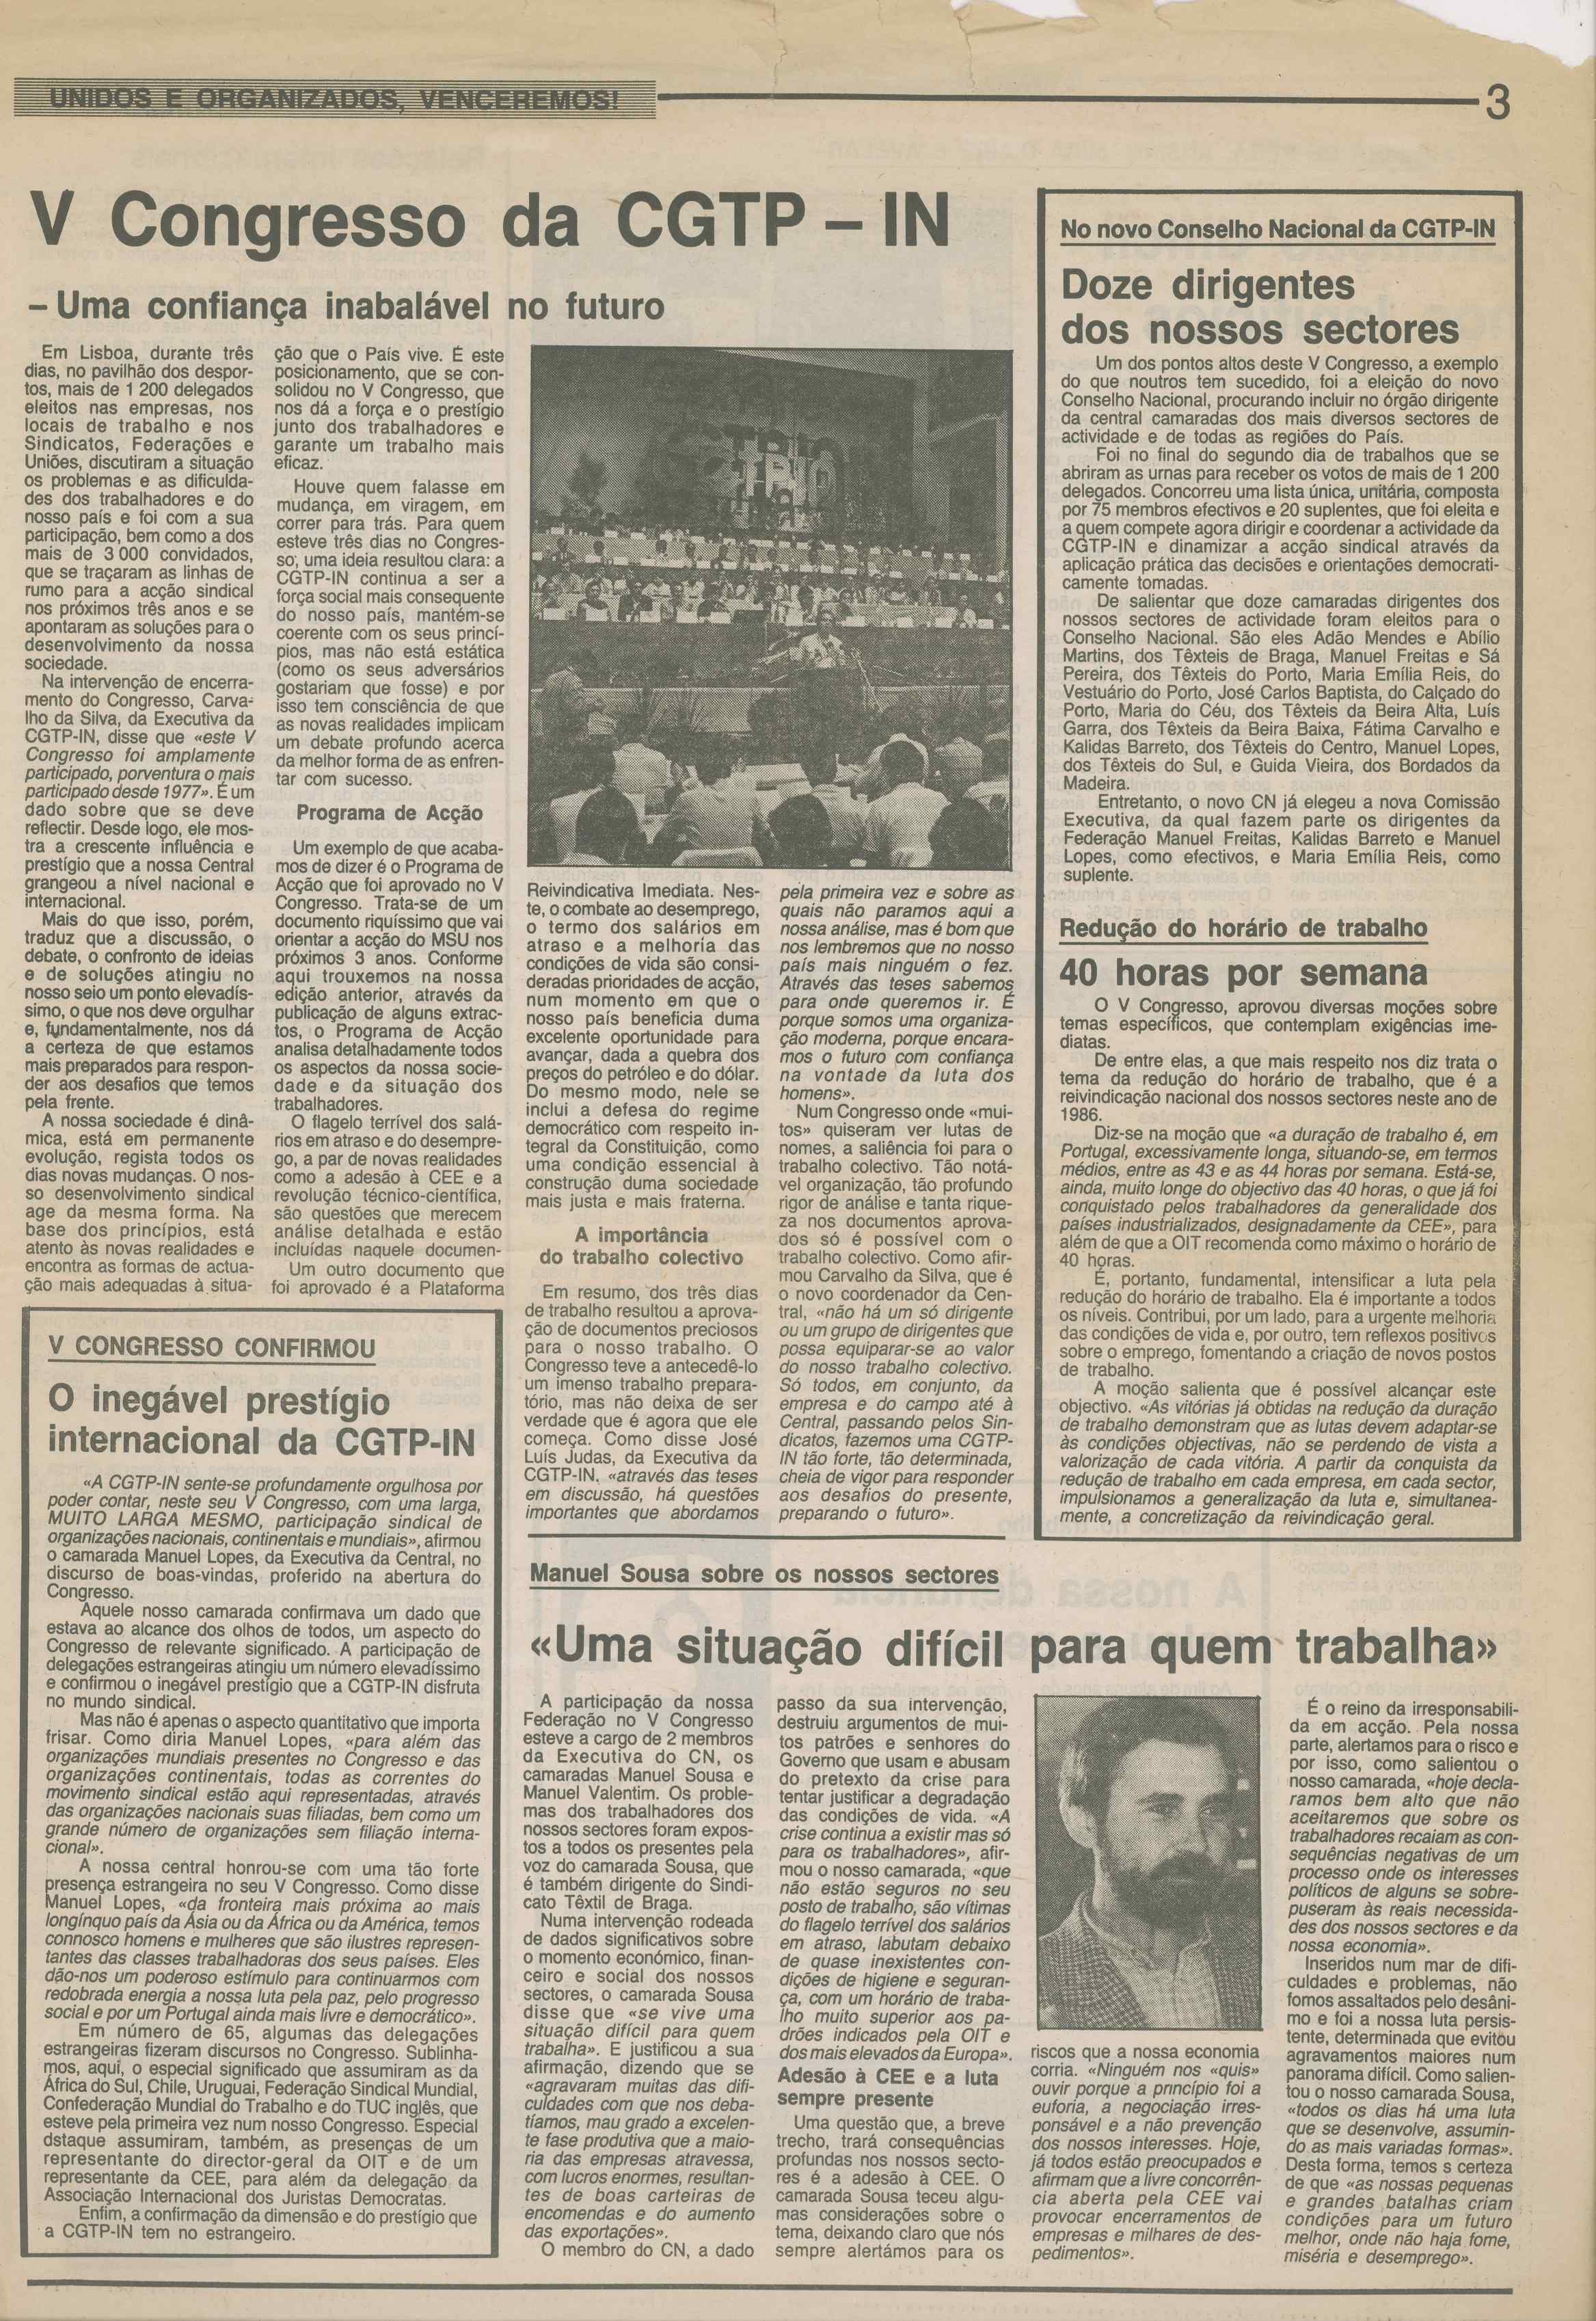 UNIDOS E ORGANIZADOS, VENCEREMOS!
3
V Congresso da CGTP – IN
– Uma confiança inabalável no futuro
Em Lisboa, durante três
dias, no pavilhão dos despor-
tos, mais de 1 200 delegados
eleitos nas empresas, nos
locais de trabalho e nos
Sindicatos, Federações e
Uniões, discutiram a situação
os problemas e as dificulda-
des dos trabalhadores e do
nosso país e foi com a sua
participação, bem como a dos
mais de 3 000 convidados,
que se traçaram as linhas de
rumo para a acção sindical
nos próximos três anos e se
apontaram as soluções para o
desenvolvimento da nossa
sociedade.
Na intervenção de encerra-
mento do Congresso, Carva-
lho da Silva, da Executiva da
CGTP-IN, disse que «este V
Congresso foi amplamente
participado, porventura o mais
participado desde 1977». É um
dado sobre que se deve
reflectir. Desde logo, ele mos-
tra a crescente influência e
prestígio que a nossa Central
grangeou a nível nacional e
internacional.
Mais do que isso, porém,
traduz que a discussão, o
debate, o confronto de ideias
e de soluções atingiu no
nosso seio um ponto elevadís-
simo, o que nos deve orgulhar
e, fundamentalmente, nos dá
a certeza de que estamos
mais preparados para respon-
der aos desafios que temos
pela frente.
A nossa sociedade é dinâ-
mica, está em permanente
evolução, regista todos os
dias novas mudanças. O nos-
so desenvolvimento sindical
age da mesma forma. Na
base dos princípios, está
atento às novas realidades e
encontra as formas de actua-
ção mais adequadas à situa-
ção que o País vive. É este
posicionamento, que se con-
solidou no V Congresso, que
nos dá a força e o prestígio
junto dos trabalhadores e
garante um trabalho mais
eficaz.
Houve quem falasse em
mudança, em viragem, em
correr para trás. Para quem
esteve três dias no Congres-
so, uma ideia resultou clara: a
CGTP-IN continua a ser a
força social mais consequente
do nosso país, mantém-se
coerente com os seus princí-
pios, mas não está estática
(como os seus adversários
gostariam que fosse) e por
isso tem consciência de que
as novas realidades implicam
um debate profundo acerca
da melhor forma de as enfren-
tar com sucesso.
Programa de Acção
Um exemplo do que acaba-
mos de dizer é o Programa de
Acção que foi aprovado no V
Congresso. Trata-se de um
documento riquíssimo que vai
orientar a acção do MSU nos
próximos 3 anos. Conforme
aqui trouxemos na nossa
edição anterior, através da
publicação de alguns extrac-
tos, o Programa de Acção
analisa detalhadamente todos
os aspectos da nossa socie-
dade e da situação dos
trabalhadores.
O flagelo terrível dos salá-
rios em atraso e do desempre-
go, a par de novas realidades
como a adesão à CEE e a
revolução técnico-científica,
são questões que merecem
análise detalhada e estão
incluídas naquele documen-
Um outro documento que
foi aprovado é a Plataforma
Reivindicativa Imediata. Nes-
te, o combate ao desemprego,
o termo dos salários em
atraso e a melhoria das
condições de vida são consi-
deradas prioridades de acção,
num momento em que o
nosso país beneficia duma
excelente oportunidade para
avançar, dada a quebra dos
preços do petróleo e do dólar.
Do mesmo modo, nele se
inclui a defesa do regime
democrático com respeito in-
tegral da Constituição, como
uma condição essencial à
construção duma sociedade
mais justa e mais fraterna.
A importância
do trabalho colectivo
Em resumo, dos três dias
de trabalho resultou a aprova-
ção de documentos preciosos
para o nosso trabalho. O
Congresso teve a antecedê-lo
um imenso trabalho prepara-
tório, mas não deixa de ser
verdade que é agora que ele
começa. Como disse José
Luís Judas, da Executiva da
CGTP-IN, «através das teses
em discussão, há questões
importantes que abordamos
pela primeira vez e sobre as
quais não paramos aqui a
nossa análise, mas é bom que
nos lembremos que no nosso
país mais ninguém o fez.
Através das teses sabemos
para onde queremos ir. É
porque somos uma organiza-
ção moderna, porque encara-
mos o futuro com confiança
na vontade da luta dos
homens».
Num Congresso onde «mui-
tos» quiseram ver lutas de
nomes, a saliência foi para o
trabalho colectivo. Tão notá-
vel organização, tão profundo
rigor de análise e tanta rique-
za nos documentos aprova-
dos só é possível com o
trabalho colectivo. Como afir-
mou Carvalho da Silva, que é
o novo coordenador da Cen-
tral, «não há um só dirigente
ou um grupo de dirigentes que
possa equiparar-se ao valor
do nosso trabalho colectivo.
Só todos, em conjunto, da
empresa e do campo até à
Central, passando pelos Sin-
dicatos, fazemos uma CGTP-
IN tão forte, tão determinada,
cheia de vigor para responder
aos desafios do presente,
preparando o futuro».
No novo Conselho Nacional da CGTP-IN
Doze dirigentes
dos nossos sectores
Um dos pontos altos deste V Congresso, a exemplo
do que noutros tem sucedido, foi a eleição do novo
Conselho Nacional, procurando incluir no órgão dirigente
da central camaradas dos mais diversos sectores de
actividade e de todas as regiões do País.
Foi no final do segundo dia de trabalhos que se
abriram as urnas para receber os votos de mais de 1 200
delegados. Concorreu uma lista única, unitária, composta
por 75 membros efectivos e 20 suplentes, que foi eleita e
a quem compete agora dirigir e coordenar a actividade da
CGTP-IN e dinamizar a acção sindical através da
aplicação prática das decisões e orientações democrati-
camente tomadas.
De salientar que doze camaradas dirigentes dos
nossos sectores de actividade foram eleitos para o
Conselho Nacional. São eles Adão Mendes e Abílio
Martins, dos Têxteis de Braga, Manuel Freitas e Sá
Pereira, dos Têxteis do Porto, Maria Emília Reis, do
Vestuário do Porto, José Carlos Baptista, do Calçado do
Porto, Maria do Céu, dos Têxteis da Beira Alta, Luís
Garra, dos Têxteis da Beira Baixa, Fátima Carvalho e
Kalidas Barreto, dos Têxteis do Centro, Manuel Lopes,
dos Têxteis do Sul, e Guida Vieira, dos Bordados da
Madeira.
Entretanto, o novo CN já elegeu a nova Comissão
Executiva, da qual fazem parte os dirigentes da
Federação Manuel Freitas, Kalidas Barreto e Manuel
Lopes, como efectivos, e Maria Emília Reis, como
suplente.
Redução do horário de trabalho
40 horas por semana
O V Congresso, aprovou diversas moções sobre
temas específicos, que contemplam exigências ime-
diatas.
De entre elas, a que mais respeito nos diz trata o
tema da redução do horário de trabalho, que é a
reivindicação nacional dos nossos sectores neste ano de
1986.
Diz-se na moção que «a duração de trabalho é, em
Portugal, excessivamente longa, situando-se, em termos
médios, entre as 43 e as 44 horas por semana. Está-se,
ainda, muito longe do objectivo das 40 horas, o que já foi
conquistado pelos trabalhadores da generalidade dos
países industrializados, designadamente da CEE», para
além de que a OIT recomenda como máximo o horário de
40 horas.
É, portanto, fundamental, intensificar a luta pela
redução do horário de trabalho. Ela é importante a todos
os níveis. Contribui, por um lado, para a urgente melhoria
das condições de vida e, por outro, tem reflexos positivos
sobre o emprego, fomentando a criação de novos postos
de trabalho.
A moção salienta que é possível alcançar este
objectivo. «As vitórias já obtidas na redução da duração
de trabalho demonstram que as lutas devem adaptar-se
às condições objectivas, não se perdendo de vista a
valorização de cada vitória. A partir da conquista da
redução de trabalho em cada empresa, em cada sector,
impulsionamos a generalização da luta e, simultanea-
mente, a concretização da reivindicação geral.
V CONGRESSO CONFIRMOU
O inegável prestígio
internacional da CGTP-IN
«A CGTP-IN sente-se profundamente orgulhosa por
poder contar, neste seu V Congresso, com uma larga,
MUITO LARGA MESMO, participação sindical de
organizações nacionais, continentais e mundiais», afirmou
o camarada Manuel Lopes, da Executiva da Central, no
discurso de boas-vindas, proferido na abertura do
Congresso.
Aquele nosso camarada confirmava um dado que
estava ao alcance dos olhos de todos, um aspecto do
Congresso de relevante significado. A participação de
delegações estrangeiras atingiu um número elevadíssimo
e confirmou o inegável prestígio que a CGTP-IN disfruta
no mundo sindical.
Mas não é apenas o aspecto quantitativo que importa
frisar. Como diria Manuel Lopes, «para além das
organizações mundiais presentes no Congresso e das
organizações continentais, todas as correntes do
movimento sindical estão aqui representadas, através
das organizações nacionais suas filiadas, bem como um
grande número de organizações sem filiação interna-
cional».
A nossa central honrou-se com uma tão forte
presença estrangeira no seu V Congresso. Como disse
Manuel Lopes, «da fronteira mais próxima ao mais
longínquo país da Ásia ou da África ou da América, temos
connosco homens e mulheres que são ilustres represen-
tantes das classes trabalhadoras dos seus países. Eles
dão-nos um poderoso estímulo para continuarmos com
redobrada energia a nossa luta pela paz, pelo progresso
social e por um Portugal ainda mais livre e democrático».
Em número de 65, algumas das delegações
estrangeiras fizeram discursos no Congresso. Sublinha-
mos, aqui, o especial significado que assumiram as da
África do Sul, Chile, Uruguai, Federação Sindical Mundial,
Confederação Mundial do Trabalho e do TUC inglês, que
esteve pela primeira vez num nosso Congresso. Especial
dstaque assumiram, também, as presenças de um
representante do director-geral da OIT e de um
representante da CEE, para além da delegação da
Associação Internacional dos Juristas Democratas.
Enfim, a confirmação da dimensão e do prestígio que
a CGTP-IN tem no estrangeiro.
Manuel Sousa sobre os nossos sectores
«Uma situação difícil para quem trabalha»
A participação da nossa
Federação no V Congresso
esteve a cargo de 2 membros
da Executiva do CN, os
camaradas Manuel Sousa e
Manuel Valentim. Os proble-
mas dos trabalhadores dos
nossos sectores foram expos-
tos a todos os presentes pela
voz do camarada Sousa, que
é também dirigente do Sindi-
cato Têxtil de Braga.
Numa intervenção rodeada
de dados significativos sobre
o momento económico, finan-
ceiro e social dos nossos
sectores, o camarada Sousa
disse que «se vive uma
situação difícil para quem
trabalha». E justificou a sua
afirmação, dizendo que se
«agravaram muitas das difi-
culdades com que nos deba-
tíamos, mau grado a excelen-
te fase produtiva que a maio-
ria das empresas atravessa,
com lucros enormes, resultan-
tes de boas carteiras de
encomendas e do aumento
das exportações».
O membro do CN, a dado
passo da sua intervenção,
destruiu argumentos de mui-
tos patrões e senhores do
Governo que usam e abusam
do pretexto da crise para
tentar justificar a degradação
das condições de vida. «A
crise continua a existir mas só
para os trabalhadores», afir-
mou o nosso camarada, «que
não estão seguros no seu
posto de trabalho, são vítimas
do flagelo terrível dos salários
em atraso, labutam debaixo
de quase inexistentes con-
dições de higiene e seguran-
ça, com um horário de traba-
lho muito superior aos pa-
drões indicados pela OIT e
dos mais elevados da Europa».
Adesão à CEE e a luta
sempre presente
Uma questão que, a breve
trecho, trará consequências
profundas nos nossos secto-
res é a adesão à CEE. O
camarada Sousa teceu algu-
mas considerações sobre o
tema, deixando claro que nós
sempre alertámos para os
riscos que a nossa economia
corria. «Ninguém nos «quis»
ouvir porque a princípio foi a
euforia, a negociação irres-
ponsável e a não prevenção
dos nossos interesses. Hoje,
já todos estão preocupados e
afirmam que a livre concorrên-
cia aberta pela CEE vai
provocar encerramentos de
empresas e milhares de des-
pedimentos».
É o reino da irresponsabili-
da em acção. Pela nossa
parte, alertamos para o risco e
por isso, como salientou o
nosso camarada, «hoje decla-
ramos bem alto que não
aceitaremos que sobre os
trabalhadores recaiam as con-
sequências negativas de um
processo onde os interesses
políticos de alguns se sobre-
puseram às reais necessida-
des dos nossos sectores e da
nossa economia».
Inseridos num mar de difi-
culdades e problemas, não
fomos assaltados pelo desâni-
mo e foi a nossa luta persis-
tente, determinada que evitou
agravamentos maiores num
panorama difícil. Como salien-
tou o nosso camarada Sousa,
«todos os dias há uma luta
que se desenvolve, assumin-
do as mais variadas formas».
Desta forma, temos s certeza
de que «as nossas pequenas
e grandes batalhas criam
condições para um futuro
melhor, onde não haja fome,
miséria e desemprego».